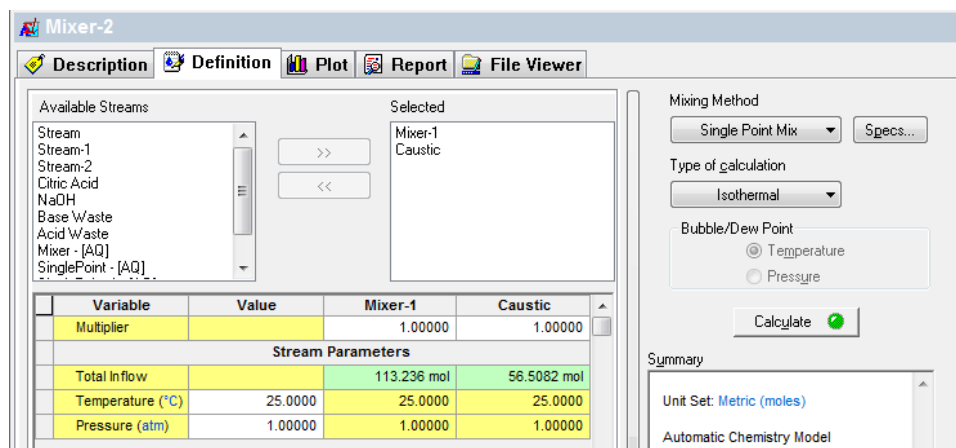 Mixer-2
Description Definition Plot Report File Viewer
Available Streams
Selected
Stream
Stream-1
Stream-2
Citric Acid
NaOH
Base Waste
Acid Waste
Mixer - [AQ]
SinglePoint - [AQ]
>>
<<
Mixer-1
Caustic
Mixing Method
Single Point Mix
Specs...
Type of calculation
Isothermal
Bubble/Dew Point
Temperature
Pressure
Calculate
Summary
Unit Set: Metric (moles)
Automatic Chemistry Model
Variable Value Mixer-1 Caustic
Multiplier 1.00000 1.00000
Stream Parameters
Total Inflow 113.236 mol 56.5082 mol
Temperature (°C) 25.0000 25.0000 25.0000
Pressure (atm) 1.00000 1.00000 1.00000